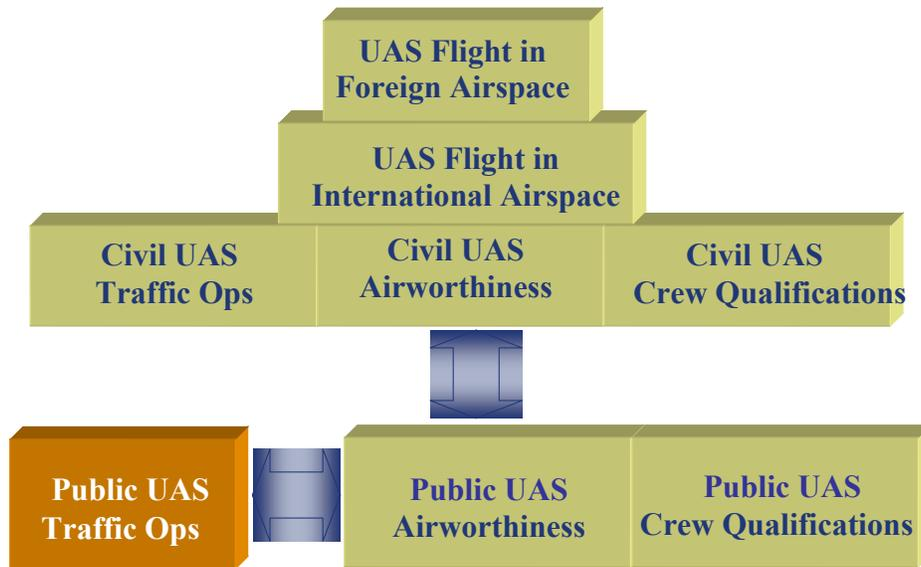 UAS Flight in
Foreign Airspace
UAS Flight in
International Airspace
Civil UAS
Traffic Ops
Civil UAS
Airworthiness
Civil UAS
Crew Qualifications
Public UAS
Traffic Ops
Public UAS
Airworthiness
Public UAS
Crew Qualifications